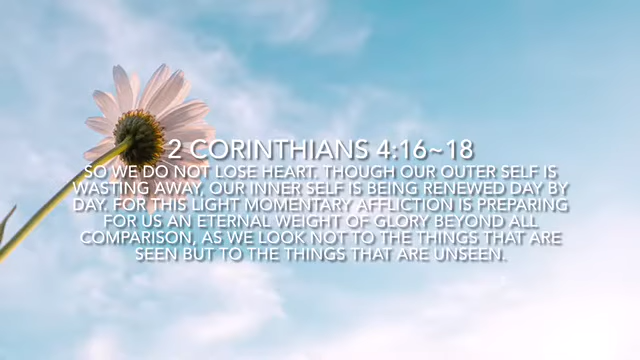 2 CORINTHIANS 4:16~18
SO WE DO NOT LOSE HEART. THOUGH OUR OUTER SELF IS
WASTING AWAY, OUR INNER SELF IS BEING RENEWED DAY BY
DAY. FOR THIS LIGHT MOMENTARY AFFLICTION IS PREPARING
FOR US AN ETERNAL WEIGHT OF GLORY BEYOND ALL
COMPARISON, AS WE LOOK NOT TO THE THINGS THAT ARE
SEEN BUT TO THE THINGS THAT ARE UNSEEN.